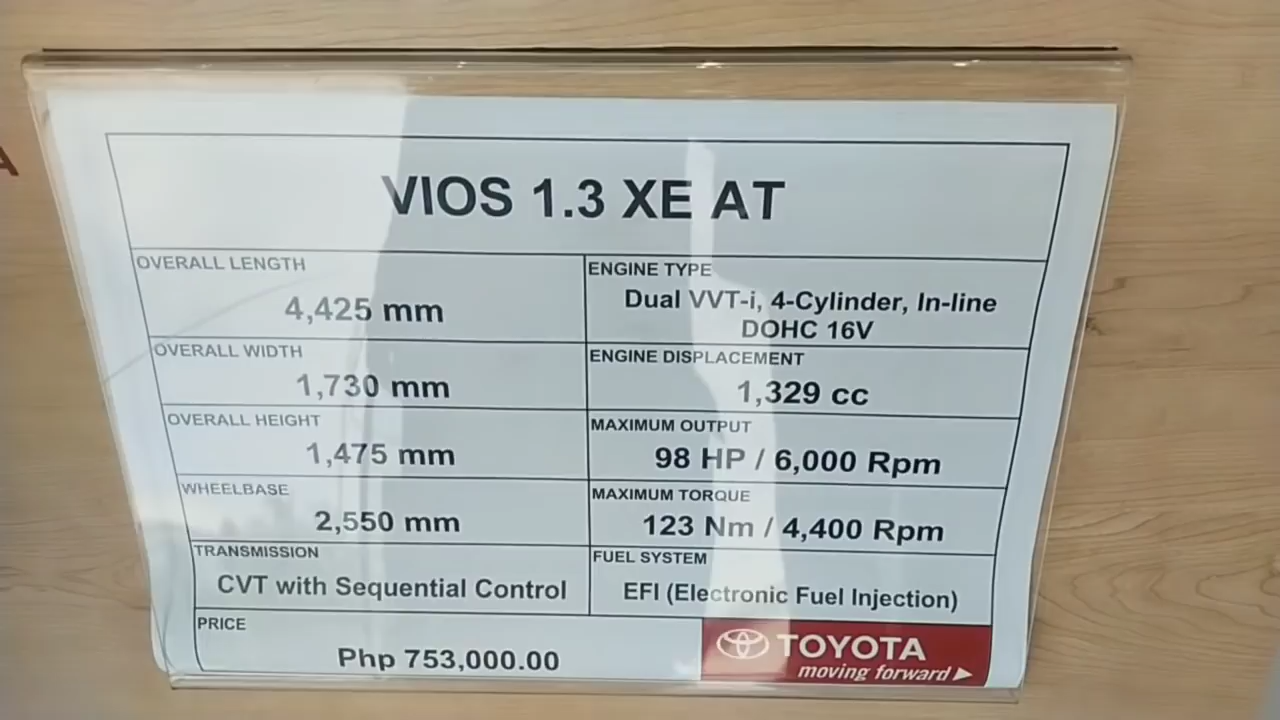 VIOS 1.3 XE AT
OVERALL LENGTH
4,425 mm
ENGINE TYPE
Dual VVT-i, 4-Cylinder, In-line
DOHC 16V
OVERALL WIDTH
1,730 mm
ENGINE DISPLACEMENT
1,329 cc
OVERALL HEIGHT
1,475 mm
MAXIMUM OUTPUT
98 HP / 6,000 Rpm
WHEELBASE
2,550 mm
MAXIMUM TORQUE
123 Nm / 4,400 Rpm
TRANSMISSION
CVT with Sequential Control
FUEL SYSTEM
EFI (Electronic Fuel Injection)
PRICE
Php 753,000.00
TOYOTA
moving forward